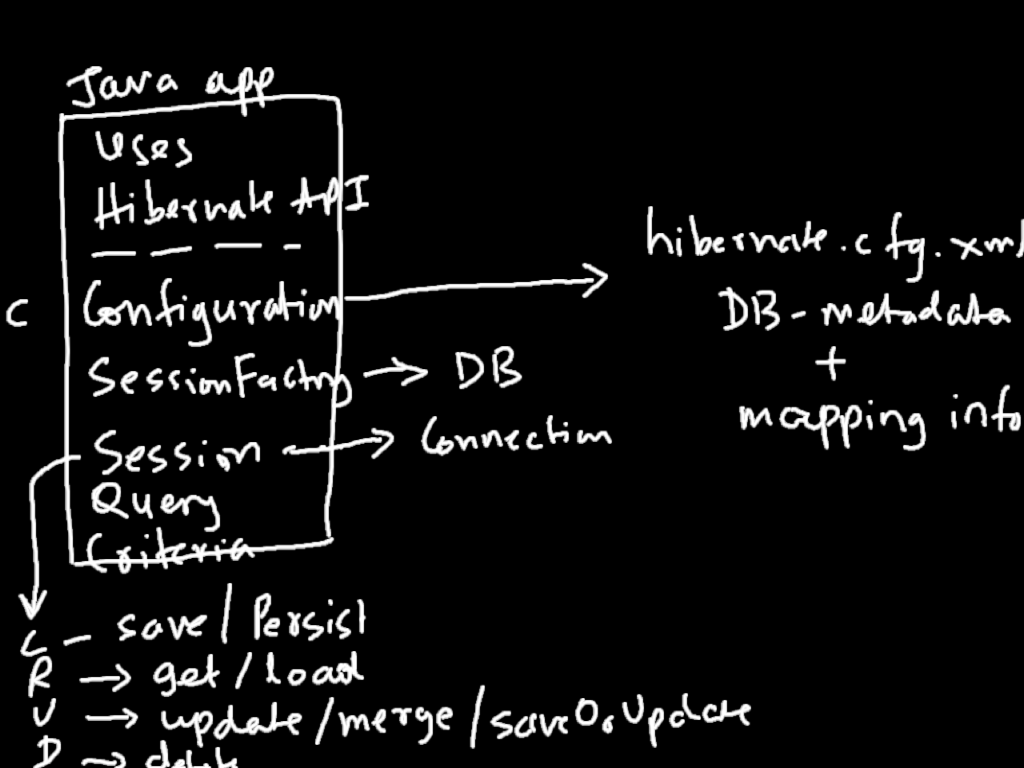 Java app
Uses
Hibernate API
C Configuration → hibernate.cfg.xml
DB - metadata
+
mapping info
SessionFactory → DB
Session → Connection
Query
Criteria
C - save / Persist
R → get / load
U → update / merge / saveOrUpdate
D → delete